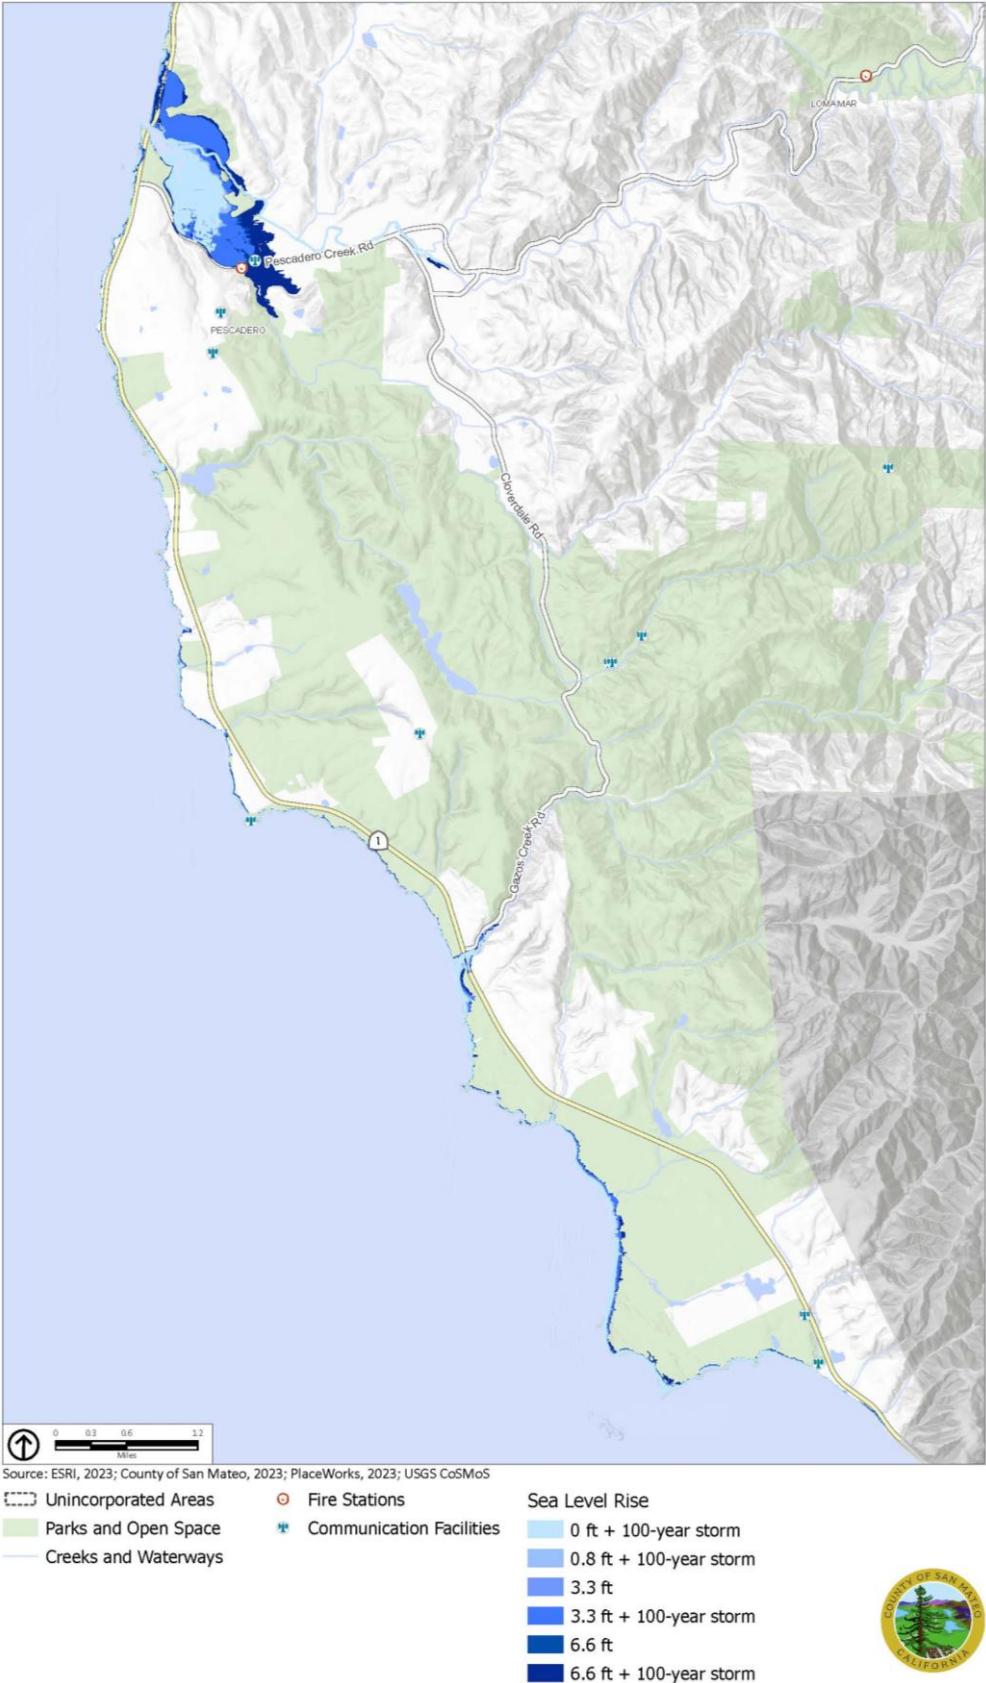 LOMA MAR
Pescadero Creek Rd
PESCADERO
Cloverdale Rd
1
Gazos Creek Rd
0 0.3 0.6 1.2
Miles
Source: ESRI, 2023; County of San Mateo, 2023; PlaceWorks, 2023; USGS CoSMoS
Unincorporated Areas
Parks and Open Space
Creeks and Waterways
Fire Stations
Communication Facilities
Sea Level Rise
0 ft + 100-year storm
0.8 ft + 100-year storm
3.3 ft
3.3 ft + 100-year storm
6.6 ft
6.6 ft + 100-year storm
COUNTY OF SAN MATEO
CALIFORNIA